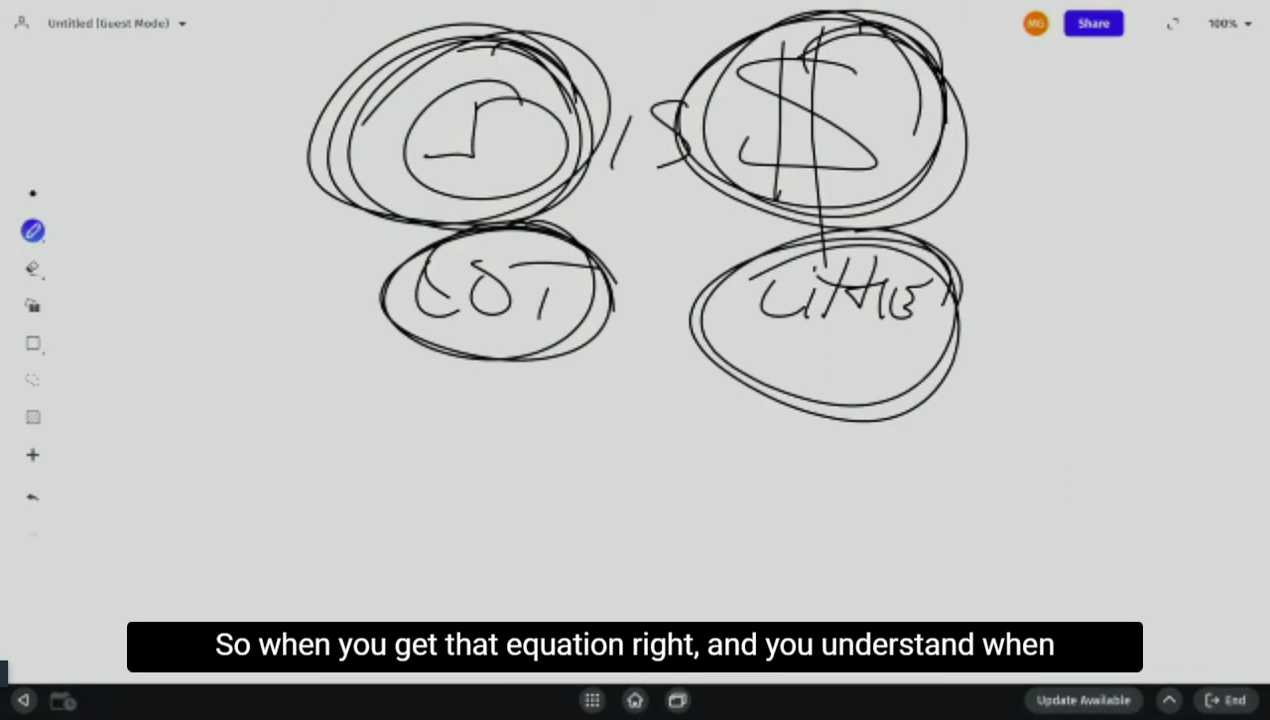 Untitled (Guest Mode)
MG
Share
100%
IS
$
LOT
LITTLE
So when you get that equation right, and you understand when
Update Available
End